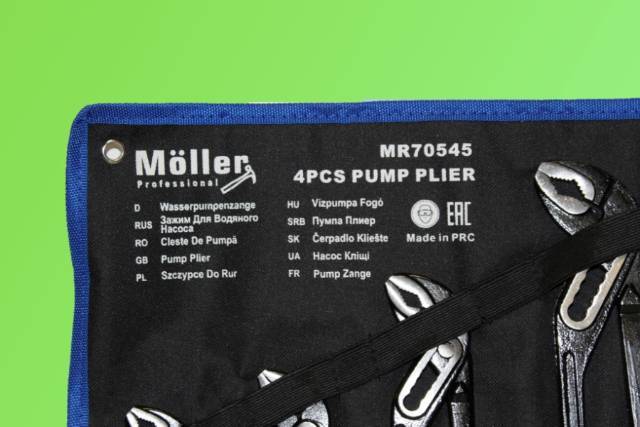 Möller
Professional
MR70545
4PCS PUMP PLIER
D Wasserpumpenzange
RUS Зажим Для Водяного
Насоса
RO Cleste De Pumpă
GB Pump Plier
PL Szczypce Do Rur
HU Vizpumpa Fogó
SRB Пумпа Плиер
SK Čerpadlo Kliešte
UA Насос Кліщі
FR Pump Zange
EAC
Made in PRC